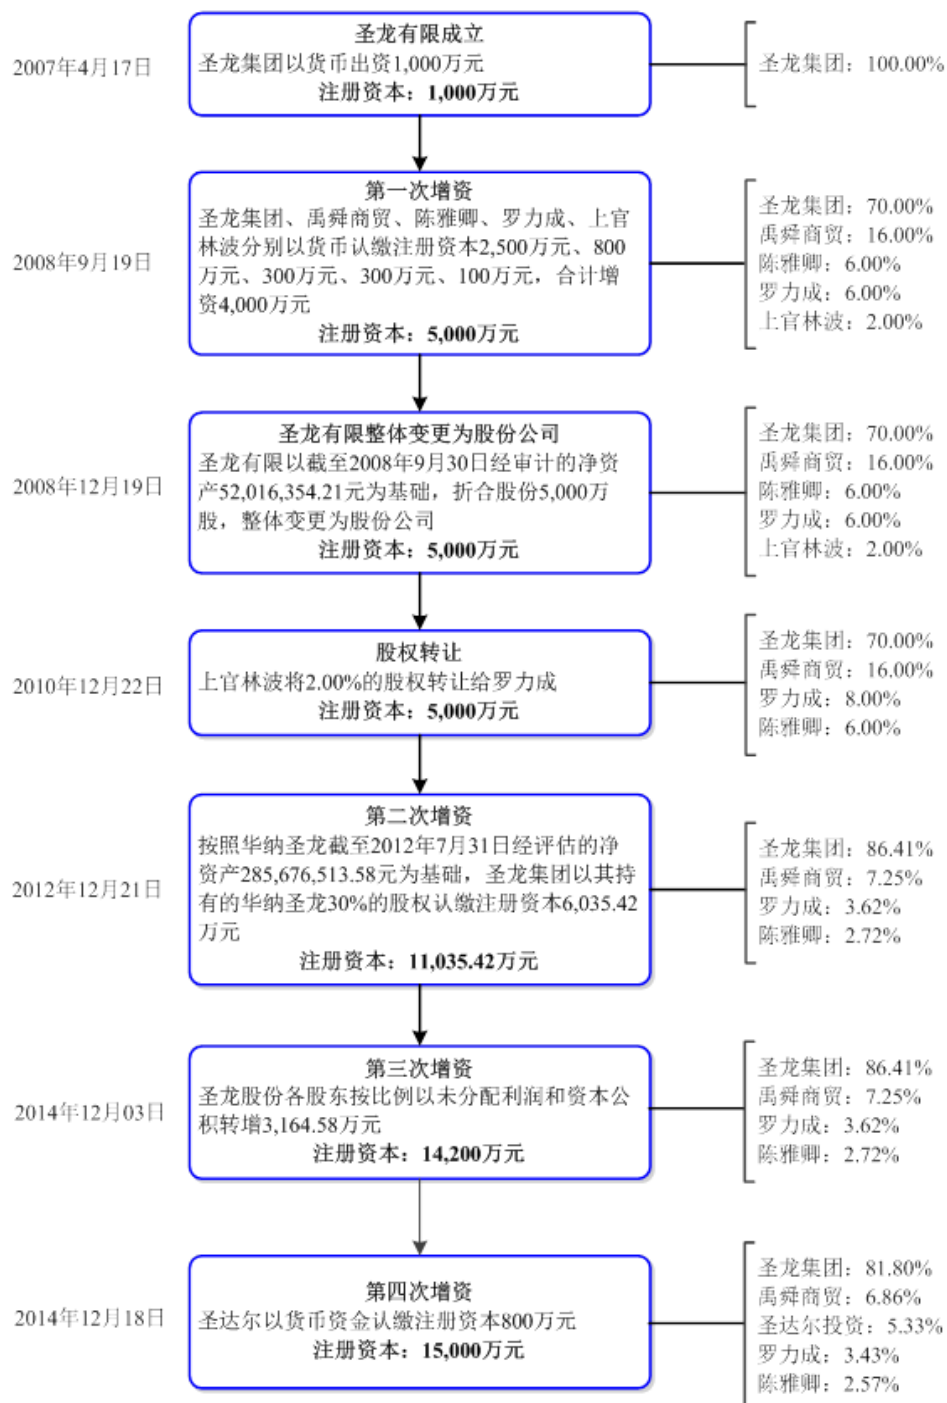 圣龙有限成立
2007年4月17日
圣龙集团以货币出资1,000万元
注册资本：1,000万元
圣龙集团：100.00%
第一次增资
2008年9月19日
圣龙集团、禹舜商贸、陈雅卿、罗力成、上官
林波分别以货币认缴注册资本2,500万元、800
万元、300万元、300万元、100万元，合计增
资4,000万元
注册资本：5,000万元
圣龙集团：70.00%
禹舜商贸：16.00%
陈雅卿：6.00%
罗力成：6.00%
上官林波：2.00%
圣龙有限整体变更为股份公司
2008年12月19日
圣龙有限以截至2008年9月30日经审计的净资
产52,016,354.21元为基础，折合股份5,000万
股，整体变更为股份公司
注册资本：5,000万元
圣龙集团：70.00%
禹舜商贸：16.00%
陈雅卿：6.00%
罗力成：6.00%
上官林波：2.00%
股权转让
2010年12月22日
上官林波将2.00%的股权转让给罗力成
注册资本：5,000万元
圣龙集团：70.00%
禹舜商贸：16.00%
罗力成：8.00%
陈雅卿：6.00%
第二次增资
2012年12月21日
按照华纳圣龙截至2012年7月31日经评估的净
资产285,676,513.58元为基础，圣龙集团以其持
有的华纳圣龙30%的股权认缴注册资本6,035.42
万元
注册资本：11,035.42万元
圣龙集团：86.41%
禹舜商贸：7.25%
罗力成：3.62%
陈雅卿：2.72%
第三次增资
2014年12月03日
圣龙股份各股东按比例以未分配利润和资本公
积转增3,164.58万元
注册资本：14,200万元
圣龙集团：86.41%
禹舜商贸：7.25%
罗力成：3.62%
陈雅卿：2.72%
第四次增资
2014年12月18日
圣达尔以货币资金认缴注册资本800万元
注册资本：15,000万元
圣龙集团：81.80%
禹舜商贸：6.86%
圣达尔投资：5.33%
罗力成：3.43%
陈雅卿：2.57%